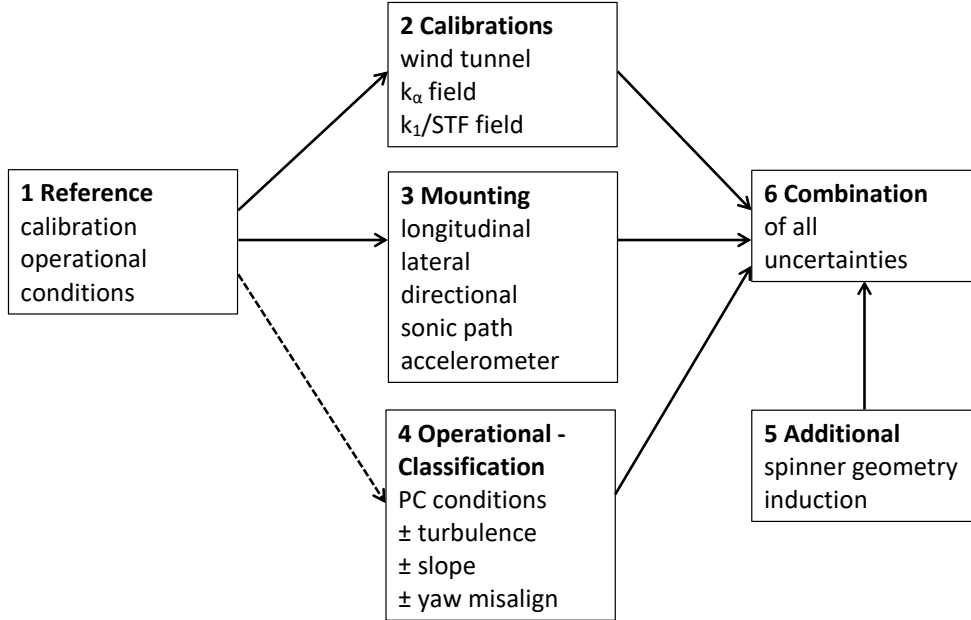 1 Reference
calibration
operational
conditions
2 Calibrations
wind tunnel
kα field
k₁/STF field
3 Mounting
longitudinal
lateral
directional
sonic path
accelerometer
4 Operational -
Classification
PC conditions
± turbulence
± slope
± yaw misalign
6 Combination
of all
uncertainties
5 Additional
spinner geometry
induction